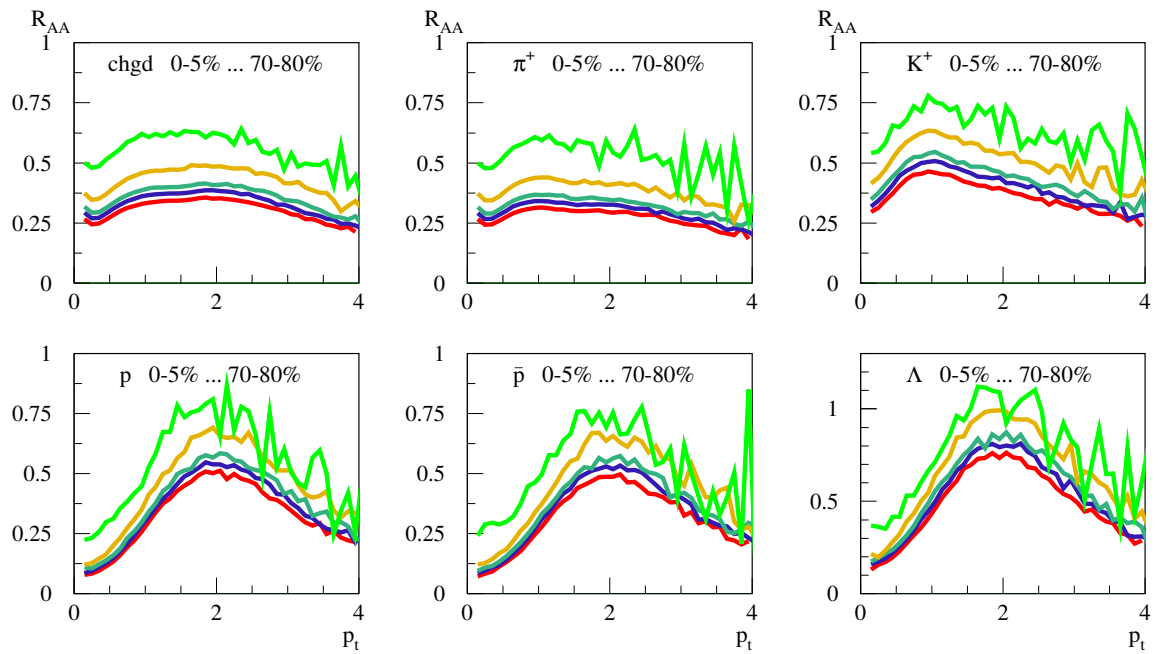 R_AA R_AA R_AA
1 1 1
chgd 0-5% ... 70-80% π⁺ 0-5% ... 70-80% K⁺ 0-5% ... 70-80%
0.75 0.75 0.75
0.5 0.5 0.5
0.25 0.25 0.25
0 0 0
0 2 4 0 2 4 0 2 4
1 1
p 0-5% ... 70-80% p̄ 0-5% ... 70-80% Λ 0-5% ... 70-80%
0.75 0.75 1
0.5 0.5 0.5
0.25 0.25
0 0 0
0 2 4 0 2 4 0 2 4
p_t p_t p_t